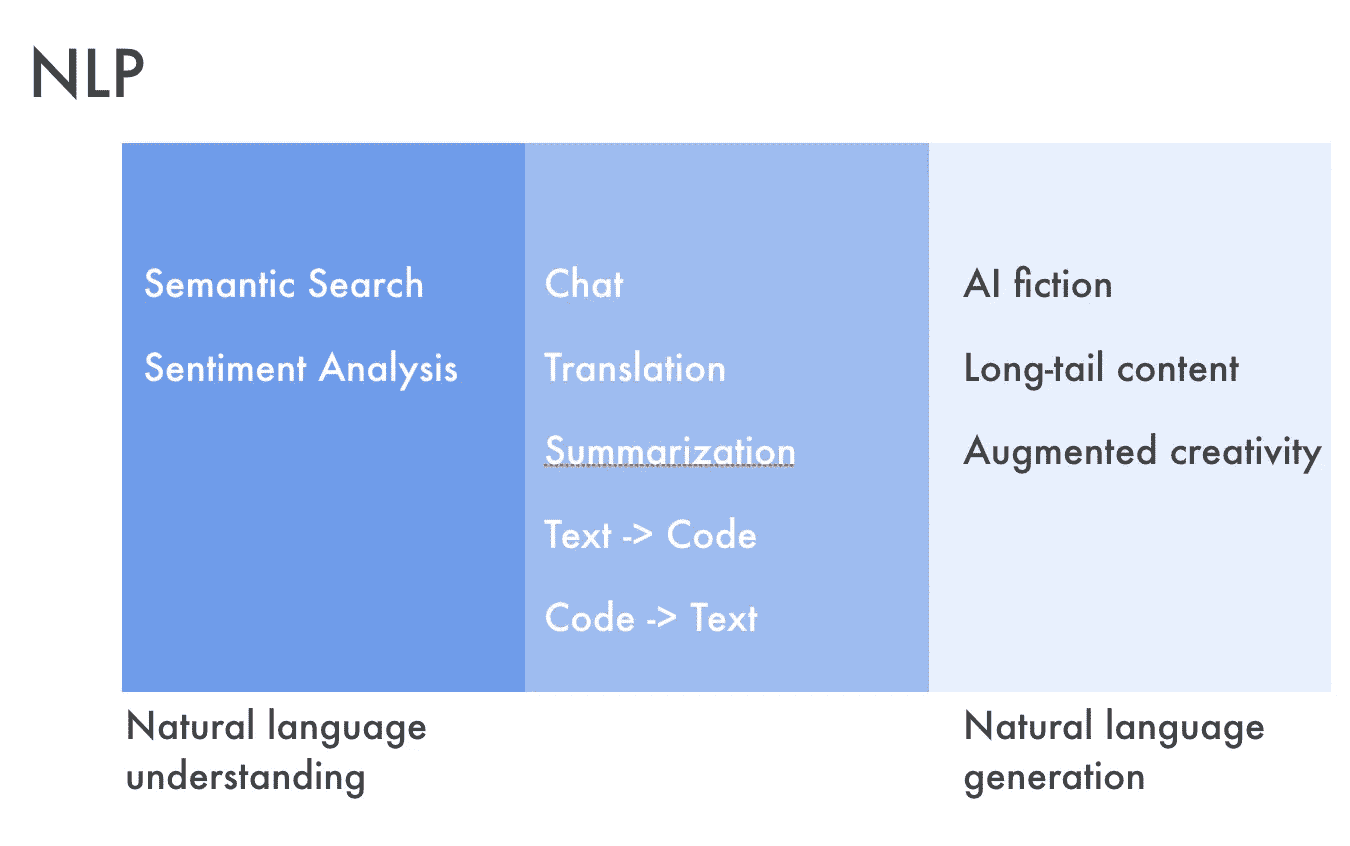 NLP
Semantic Search
Sentiment Analysis
Chat
Translation
Summarization
Text -> Code
Code -> Text
AI fiction
Long-tail content
Augmented creativity
Natural language
understanding
Natural language
generation